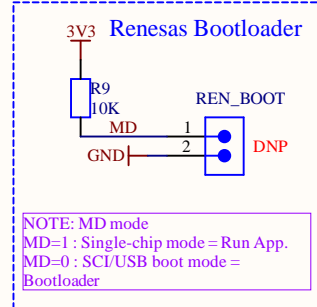 Renesas Bootloader
3V3
R9
10K
REN_BOOT
MD
1
GND
2
DNP
NOTE: MD mode
MD=1 : Single-chip mode = Run App.
MD=0 : SCI/USB boot mode =
Bootloader